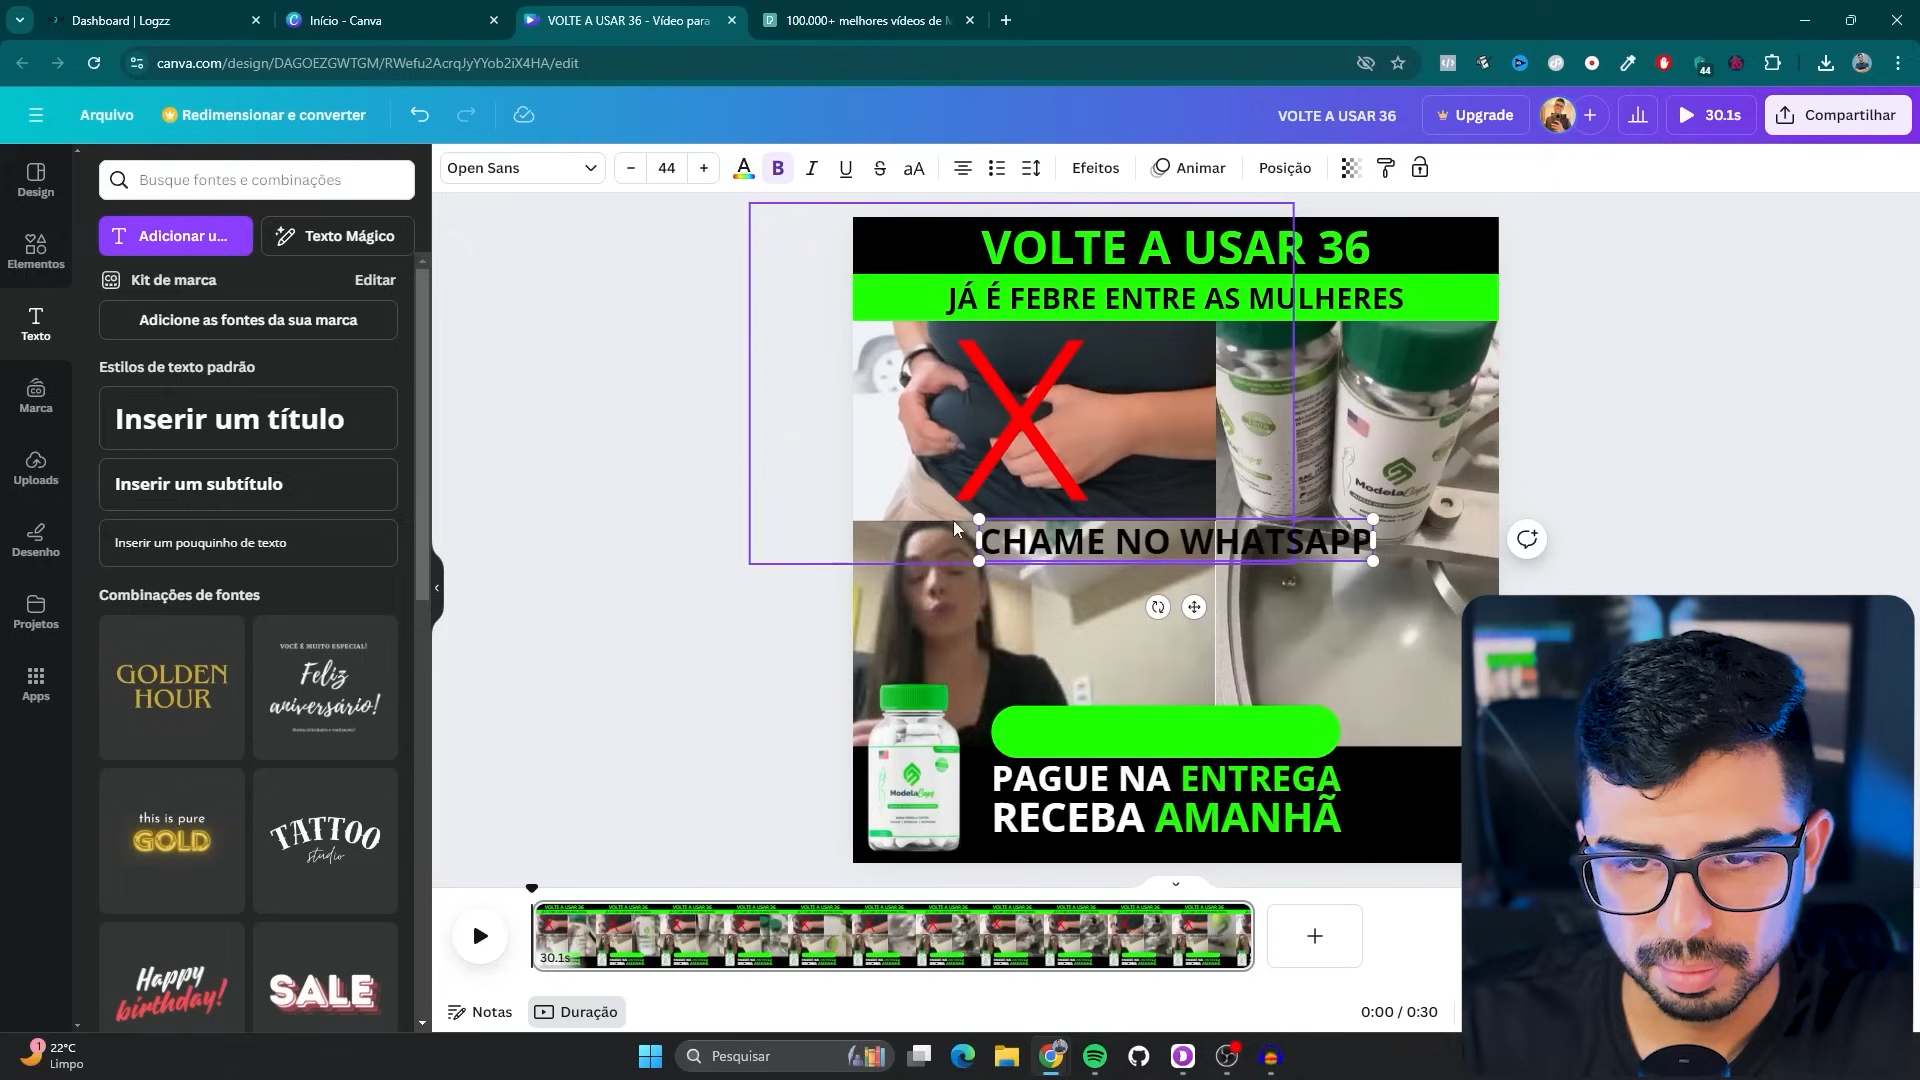 Dashboard | Logzz
Início - Canva
VOLTE A USAR 36 - Vídeo para
100.000+ melhores vídeos de
canva.com/design/DAGOEZGWTGM/RWefu2AcrqJyYYob2iX4HA/edit
44
Arquivo
Redimensionar e converter
VOLTE A USAR 36
Upgrade
30.1s
Compartilhar
Design
Elementos
Texto
Marca
Uploads
Desenho
Projetos
Apps
Busque fontes e combinações
Adicionar u...
Texto Mágico
Kit de marca
Editar
Adicione as fontes da sua marca
Estilos de texto padrão
Inserir um título
Inserir um subtítulo
Inserir um pouquinho de texto
Combinações de fontes
GOLDEN
HOUR
VOCÊ É MUITO ESPECIAL!
Feliz
aniversário!
this is pure
GOLD
TATTOO
studio
Happy
birthday!
SALE
Open Sans
44
A
B
I
U
S
aA
Efeitos
Animar
Posição
VOLTE A USAR 36
JÁ É FEBRE ENTRE AS MULHERES
ModelaCaps
CHAME NO WHATSAPP
ModelaCaps
PAGUE NA ENTREGA
RECEBA AMANHÃ
30.1s
Notas
Duração
0:00 / 0:30
1
22°C
Limpo
Pesquisar